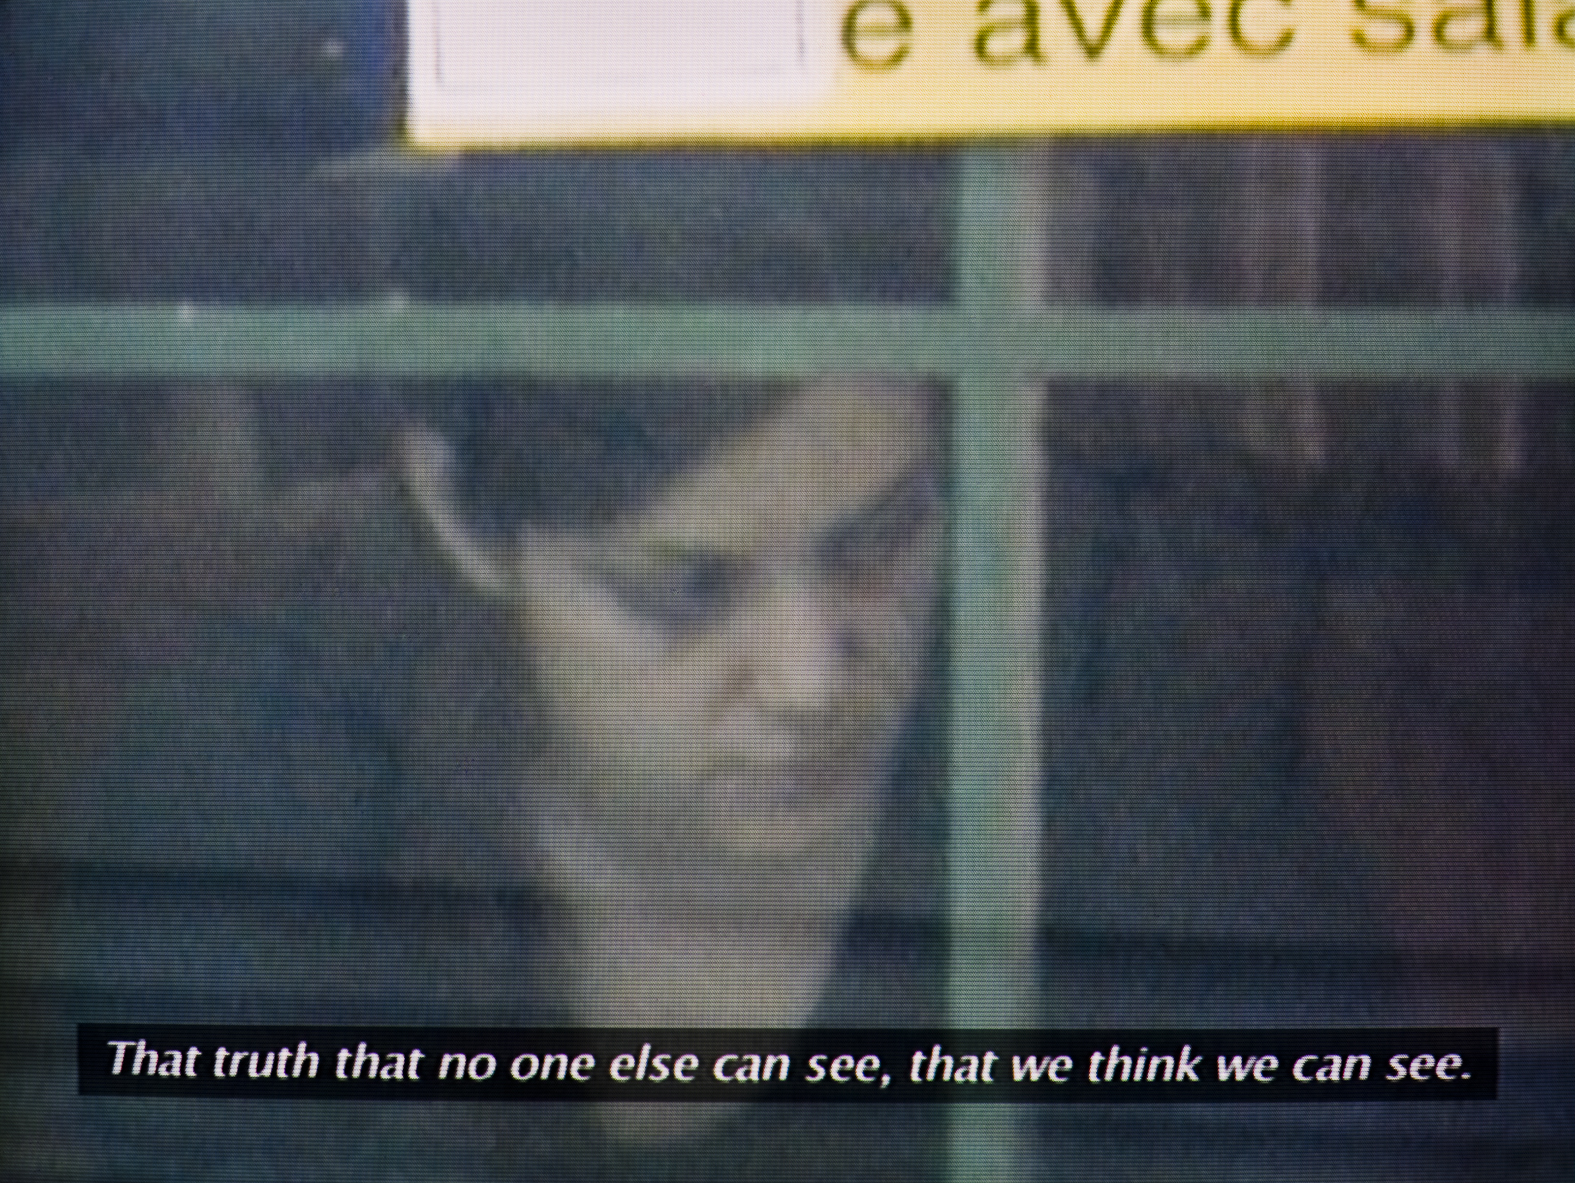 e avec sala
That truth that no one else can see, that we think we can see.